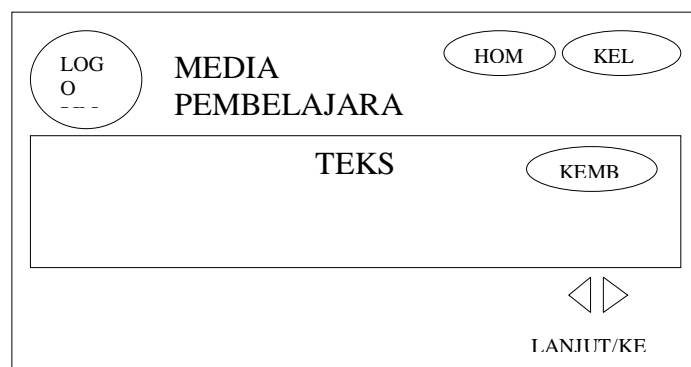 LOG
O
MEDIA
PEMBELAJARA
HOM
KEL
TEKS
KEMB
LANJUT/KE